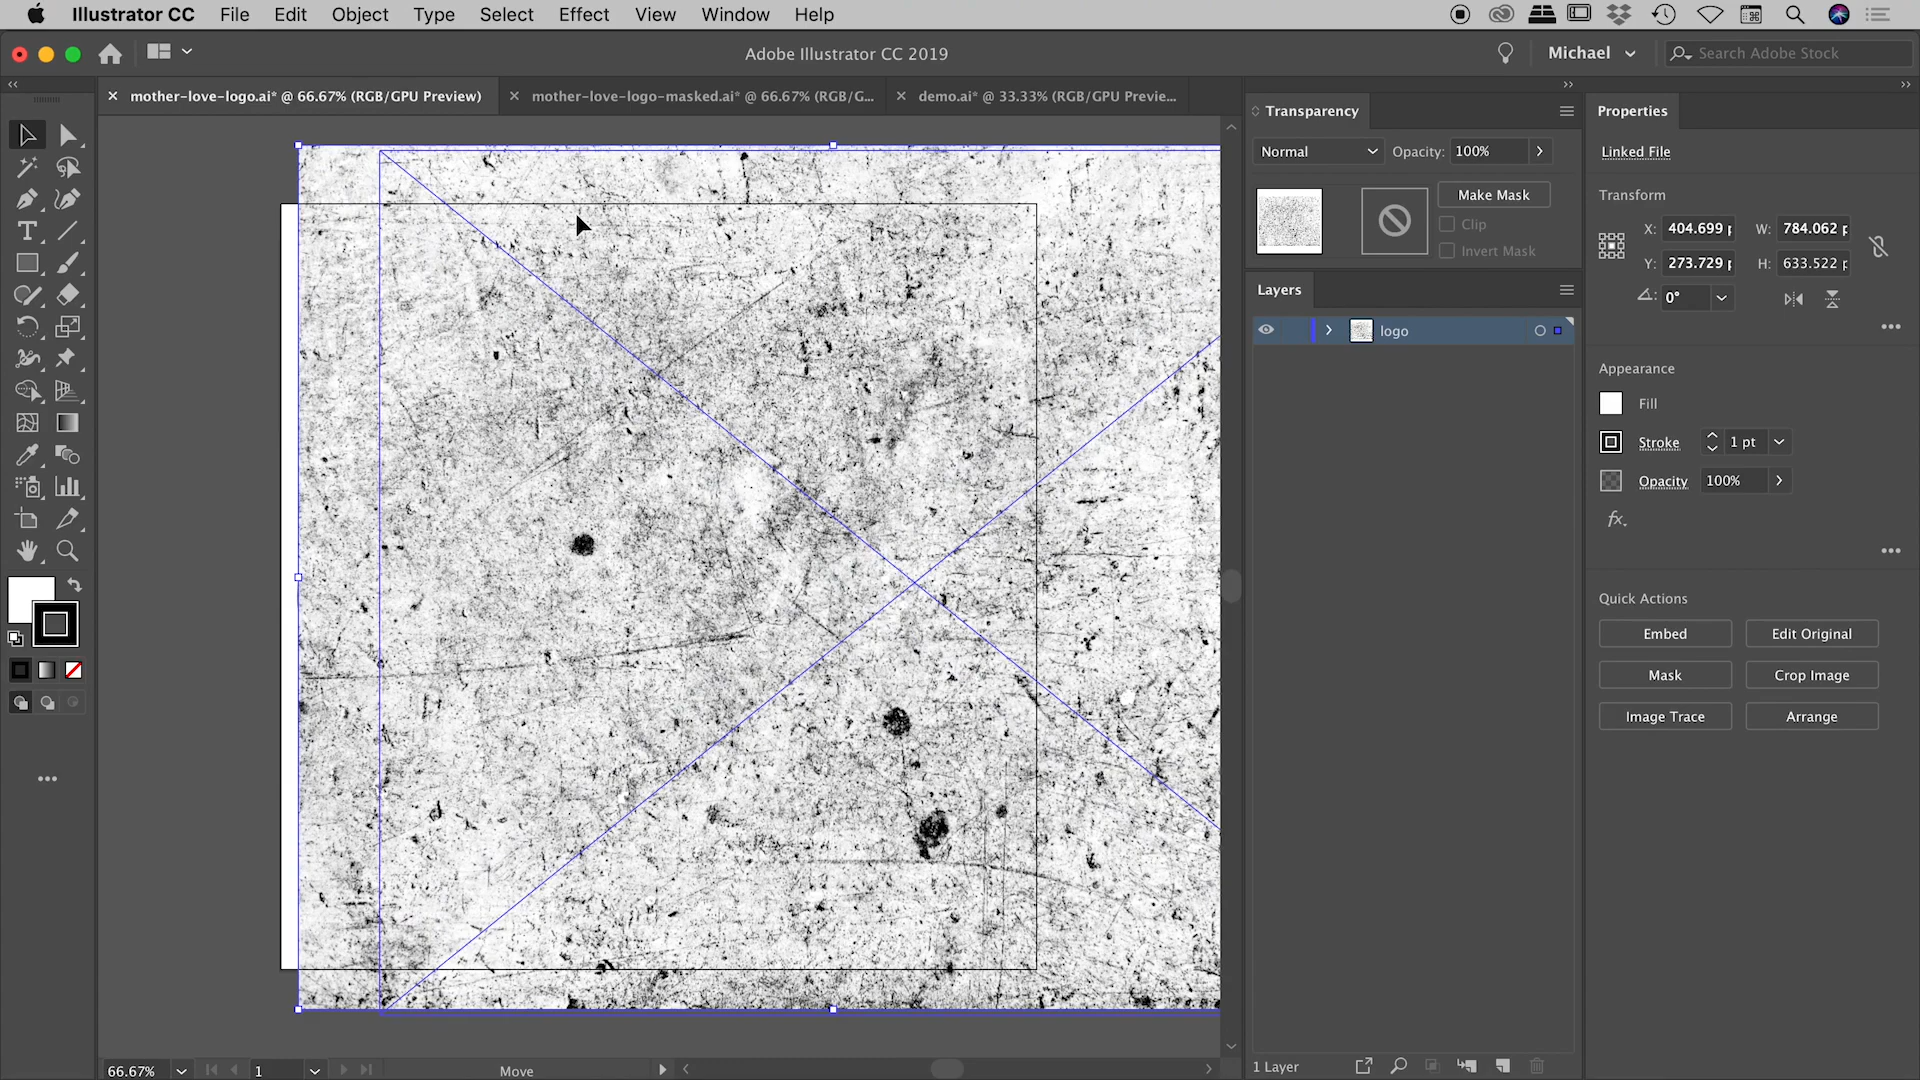 Illustrator CC File Edit Object Type Select Effect View Window Help
Adobe Illustrator CC 2019
Michael
Search Adobe Stock
mother-love-logo.ai* @ 66.67% (RGB/GPU Preview)
mother-love-logo-masked.ai* @ 66.67% (RGB/G...
demo.ai* @ 33.33% (RGB/GPU Previe...
Transparency
Normal
Opacity: 100%
Make Mask
Clip
Invert Mask
Layers
logo
Properties
Linked File
Transform
X: 404.699 p W: 784.062 p
Y: 273.729 p H: 633.522 p
0°
Appearance
Fill
Stroke 1 pt
Opacity 100%
fx.
Quick Actions
Embed Edit Original
Mask Crop Image
Image Trace Arrange
66.67% 1 Move
1 Layer